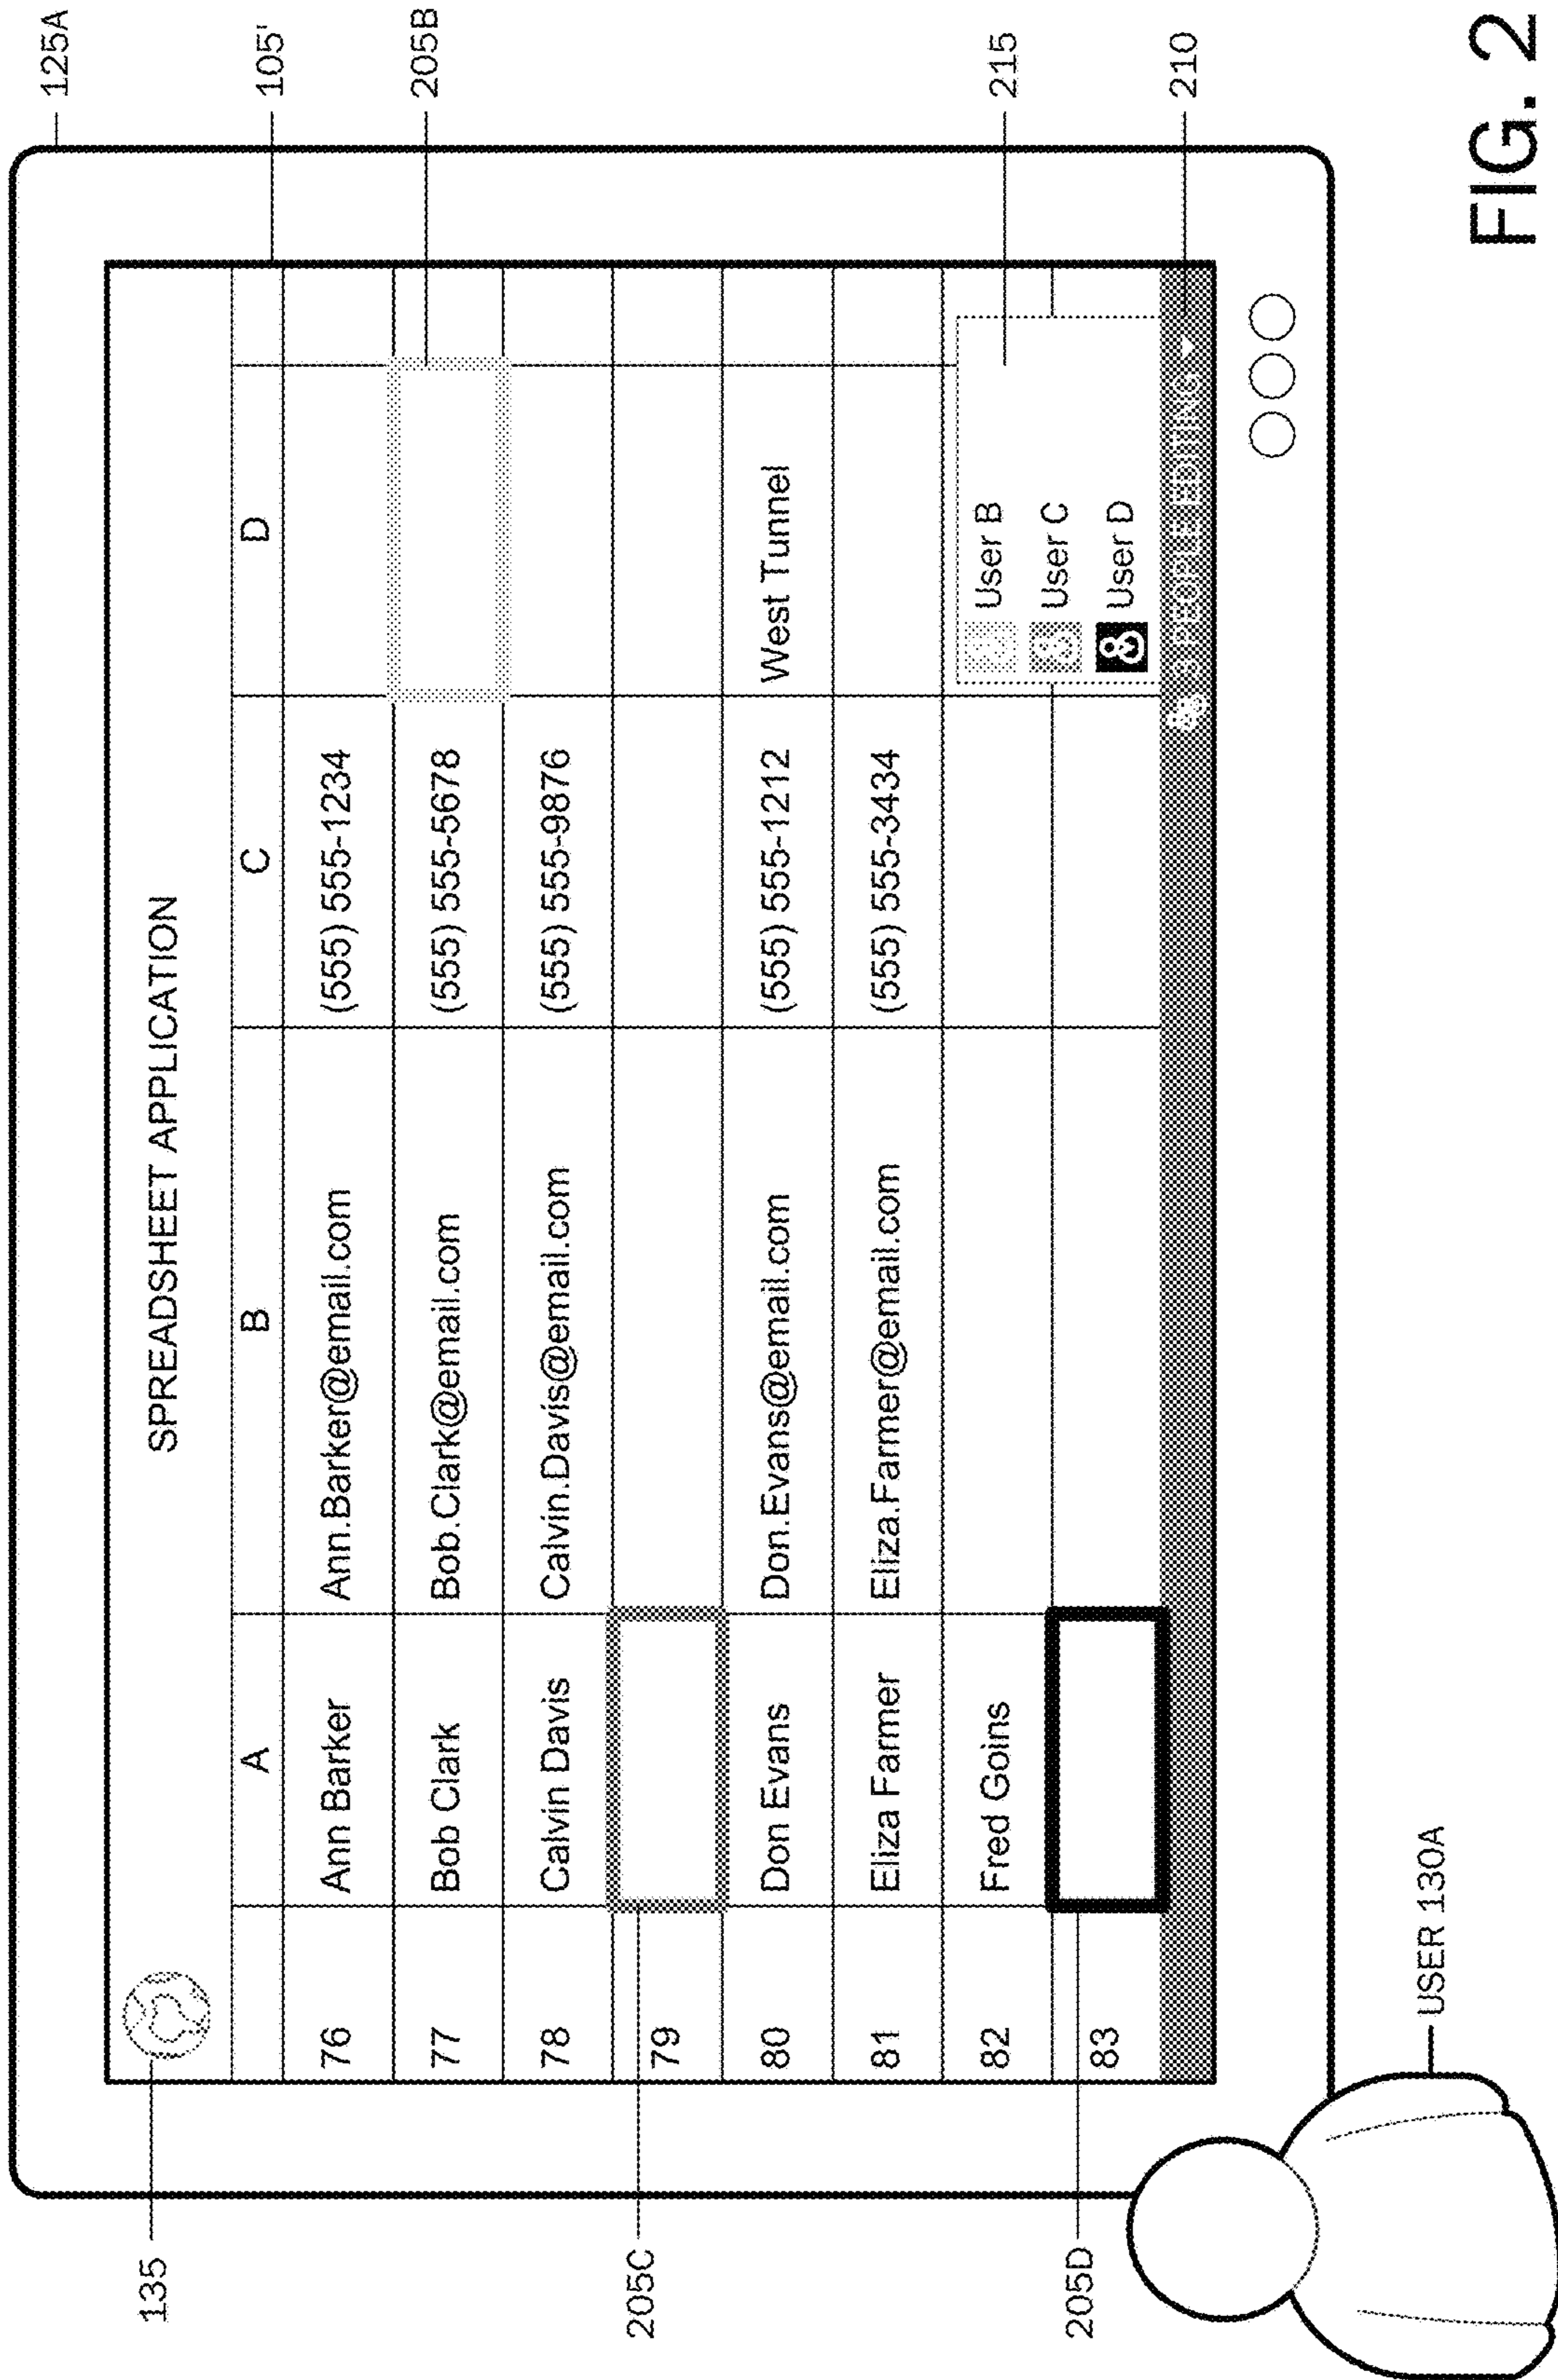 SPREADSHEET APPLICATION
A B C D
76 Ann Barker Ann.Barker@email.com (555) 555-1234
77 Bob Clark Bob.Clark@email.com (555) 555-5678
78 Calvin Davis Calvin.Davis@email.com (555) 555-9876
79
80 Don Evans Don.Evans@email.com (555) 555-1212 West Tunnel
81 Eliza Farmer Eliza.Farmer@email.com (555) 555-3434
82 Fred Goins
83
User B
User C
User D
PEOPLE EDITING
135
205C
205D
125A
105'
205B
215
210
USER 130A
FIG. 2